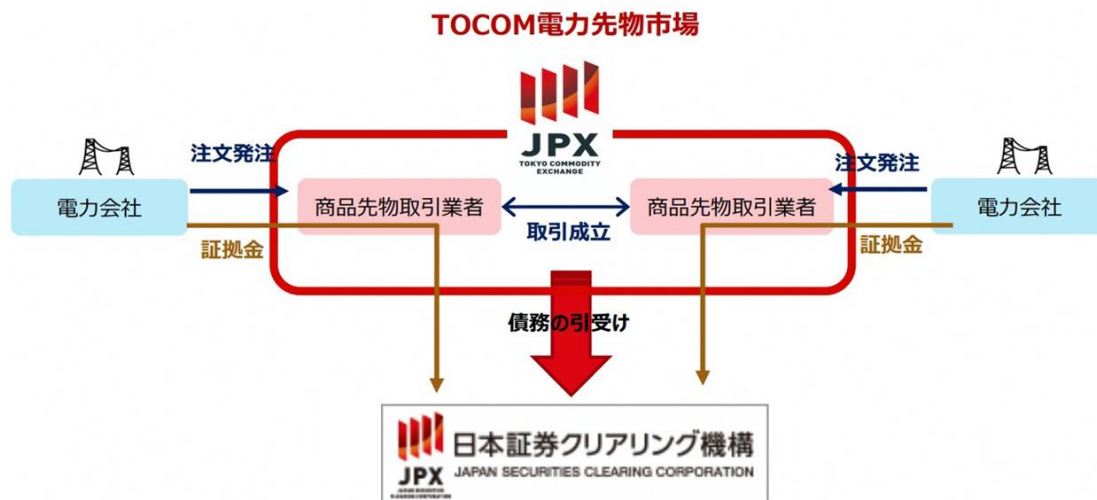 TOCOM電力先物市場
JPX
TOKYO COMMODITY
EXCHANGE
注文発注
注文発注
電力会社
商品先物取引業者
商品先物取引業者
電力会社
取引成立
証拠金
証拠金
債務の引受け
日本証券クリアリング機構
JAPAN SECURITIES CLEARING CORPORATION
JPX
JAPAN SECURITIES
CLEARING CORPORATION